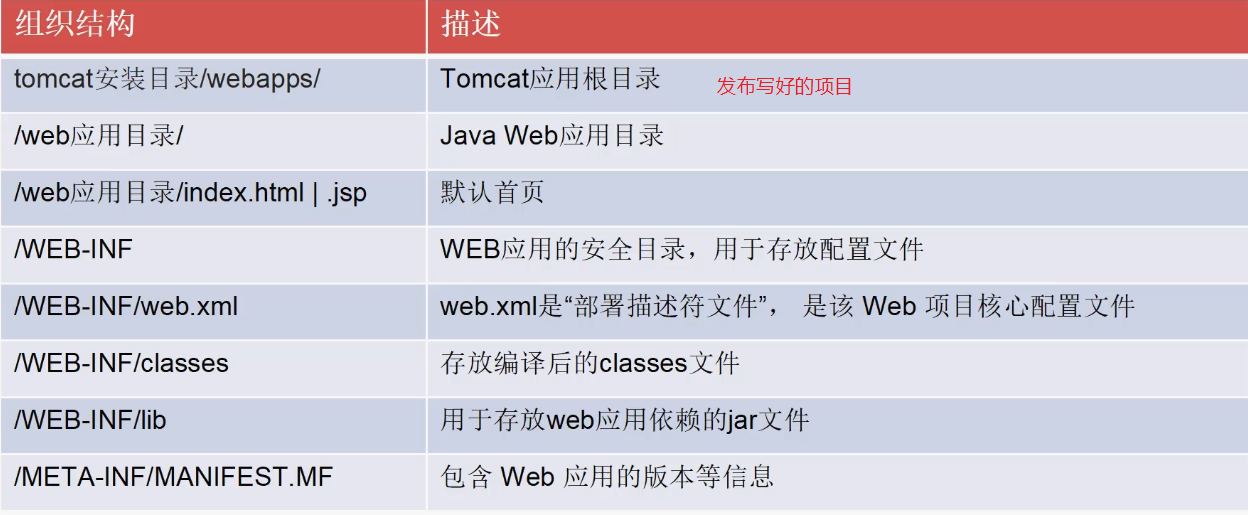 组织结构 描述
tomcat安装目录/webapps/ Tomcat应用根目录 发布写好的项目
/web应用目录/ Java Web应用目录
/web应用目录/index.html | .jsp 默认首页
/WEB-INF WEB应用的安全目录，用于存放配置文件
/WEB-INF/web.xml web.xml是“部署描述符文件”， 是该 Web 项目核心配置文件
/WEB-INF/classes 存放编译后的classes文件
/WEB-INF/lib 用于存放web应用依赖的jar文件
/META-INF/MANIFEST.MF 包含 Web 应用的版本等信息